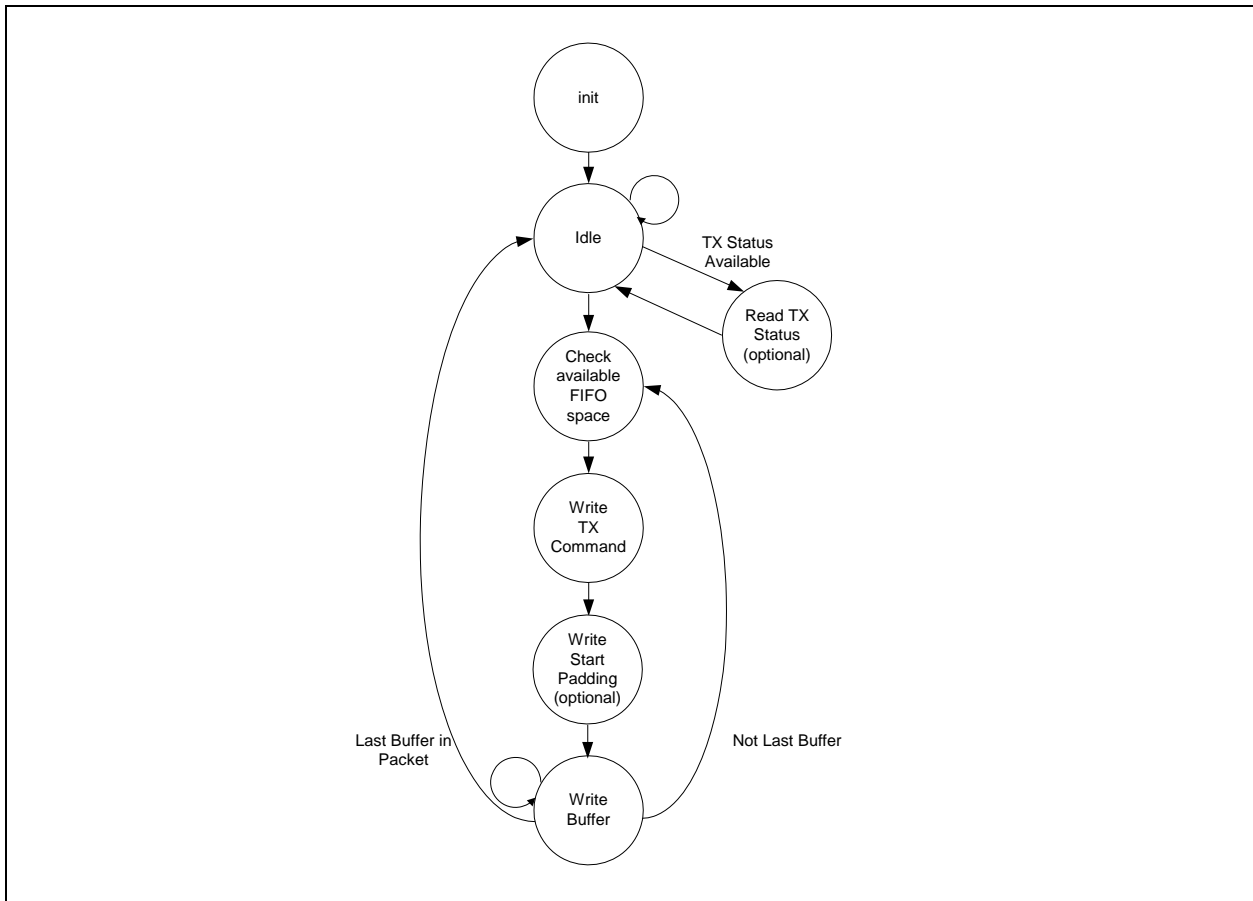 init
Idle
TX Status
Available
Read TX
Status
(optional)
Check
available
FIFO
space
Write
TX
Command
Write
Start
Padding
(optional)
Last Buffer in
Packet
Not Last Buffer
Write
Buffer